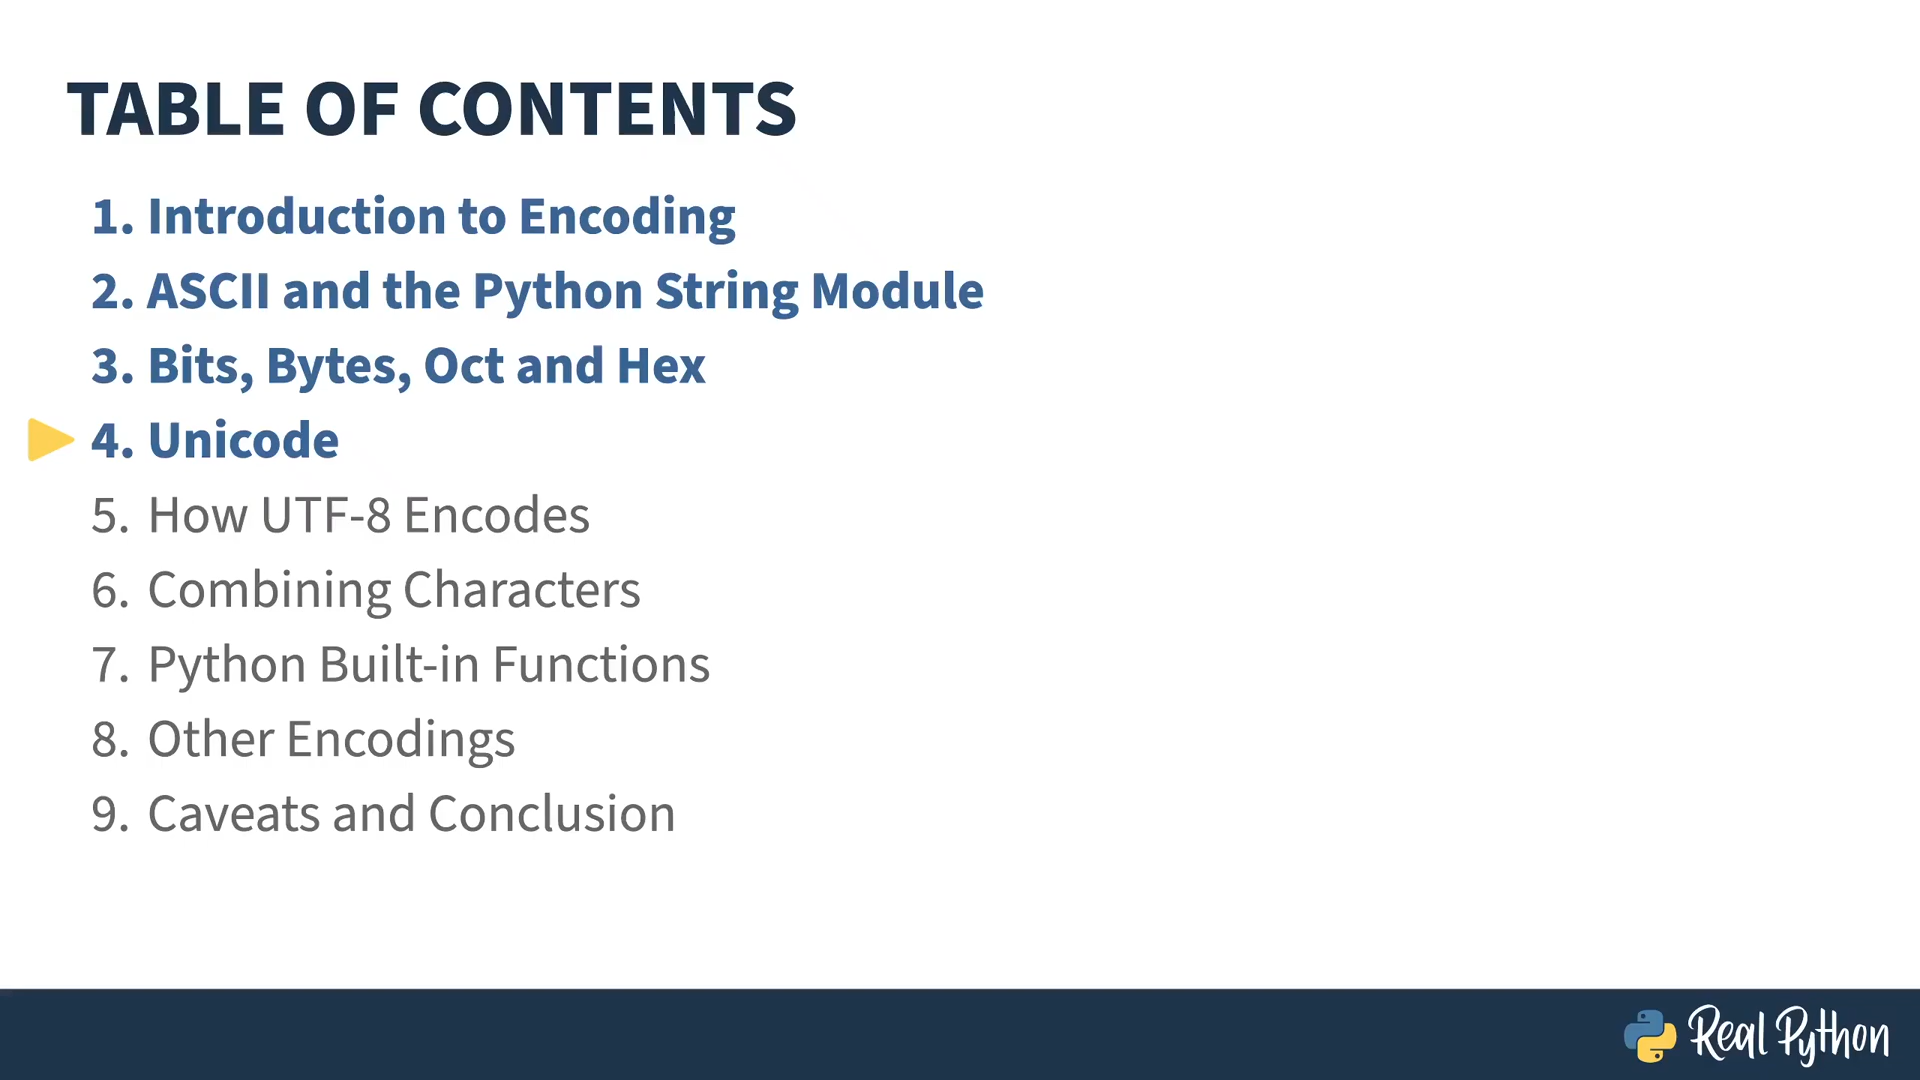 TABLE OF CONTENTS
1. Introduction to Encoding
2. ASCII and the Python String Module
3. Bits, Bytes, Oct and Hex
4. Unicode
5. How UTF-8 Encodes
6. Combining Characters
7. Python Built-in Functions
8. Other Encodings
9. Caveats and Conclusion
Real Python